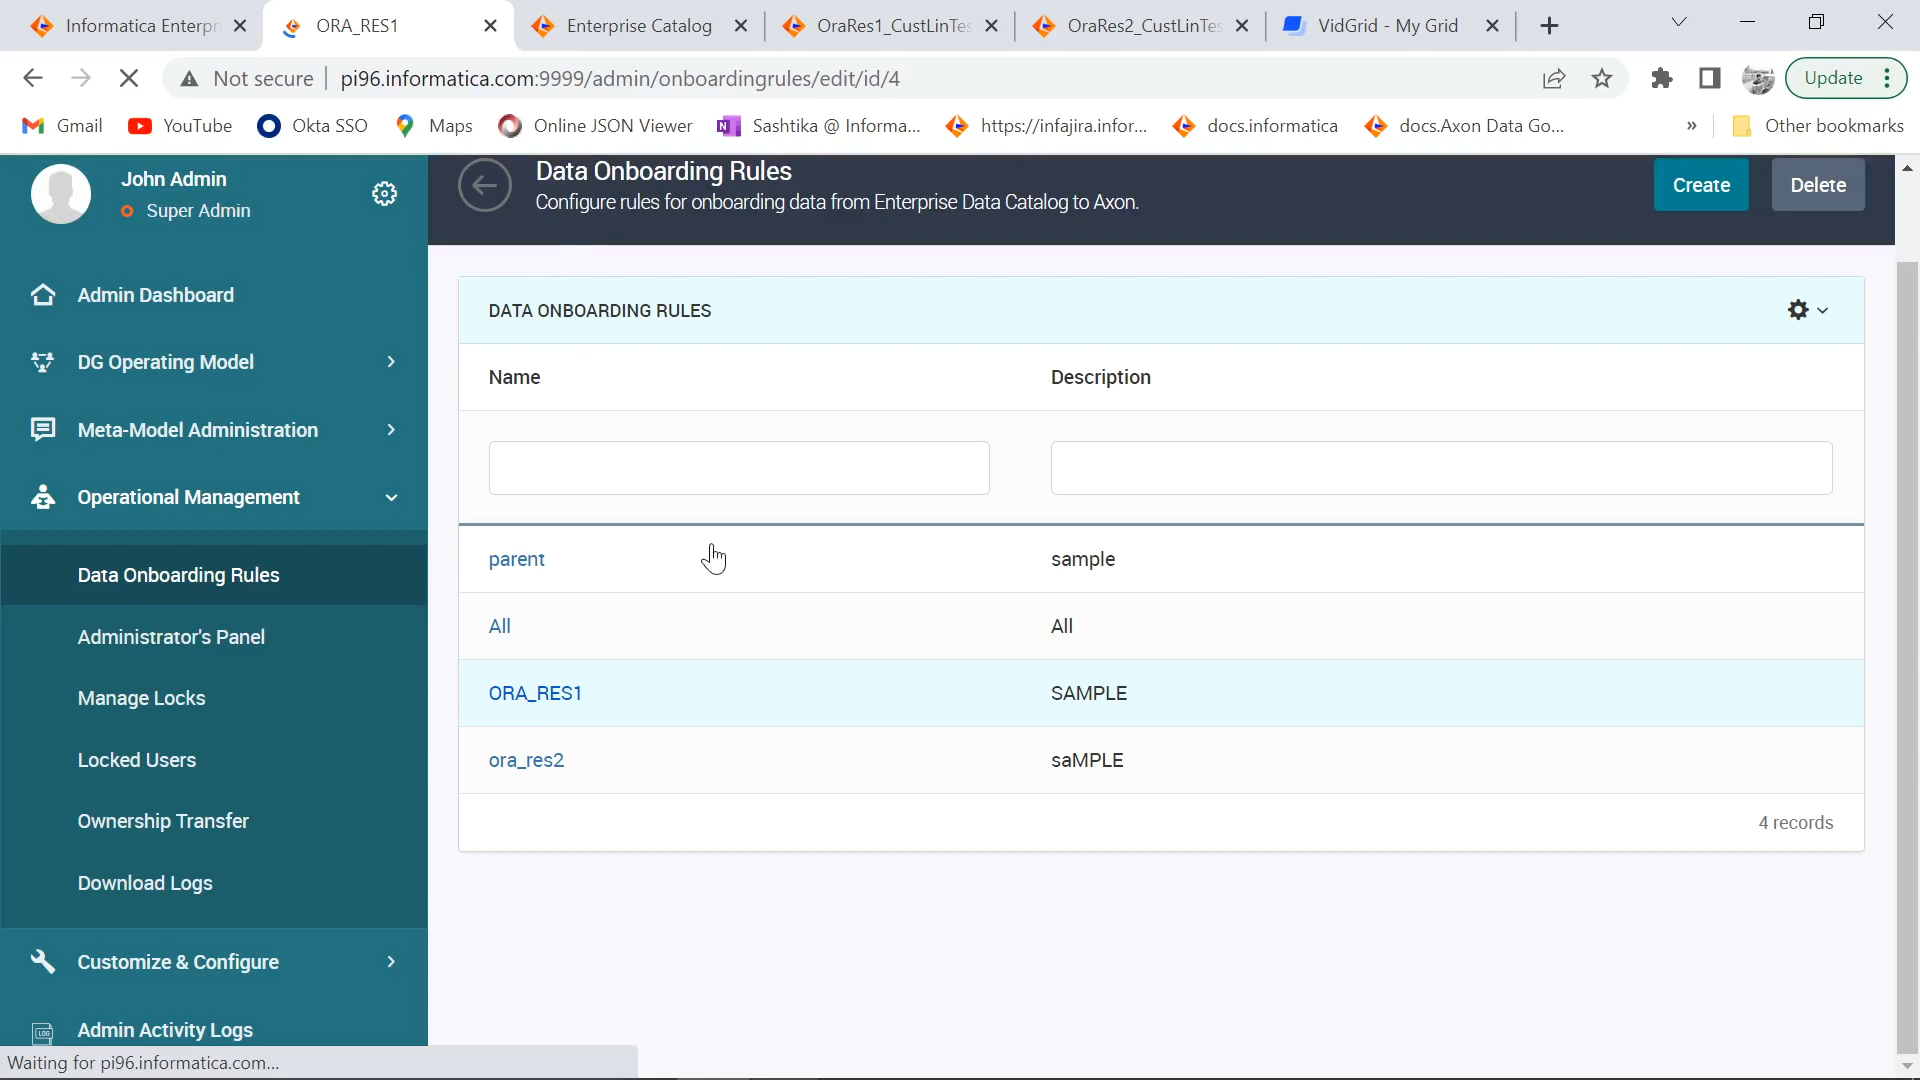 Informatica Enterpr
ORA_RES1
Enterprise Catalog
OraRes1_CustLinTes
OraRes2_CustLinTes
VidGrid - My Grid
Not secure
pi96.informatica.com:9999/admin/onboardingrules/edit/id/4
Update
Gmail
YouTube
Okta SSO
Maps
Online JSON Viewer
Sashtika @ Informa...
https://infajira.infor...
docs.informatica
docs.Axon Data Go...
»
Other bookmarks
John Admin
Super Admin
Admin Dashboard
DG Operating Model
Meta-Model Administration
Operational Management
Data Onboarding Rules
Administrator's Panel
Manage Locks
Locked Users
Ownership Transfer
Download Logs
Customize & Configure
LOG
Admin Activity Logs
Waiting for pi96.informatica.com...
Data Onboarding Rules
Configure rules for onboarding data from Enterprise Data Catalog to Axon.
Create
Delete
DATA ONBOARDING RULES
Name
Description
parent
sample
All
All
ORA_RES1
SAMPLE
ora_res2
saMPLE
4 records